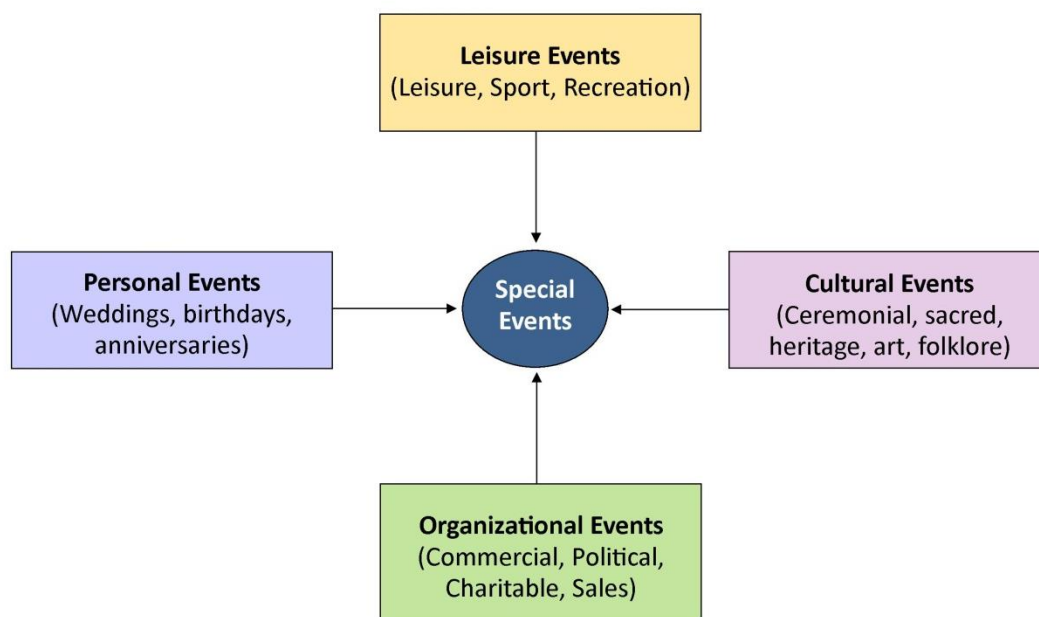 Leisure Events
(Leisure, Sport, Recreation)
Personal Events
(Weddings, birthdays,
anniversaries)
Special
Events
Cultural Events
(Ceremonial, sacred,
heritage, art, folklore)
Organizational Events
(Commercial, Political,
Charitable, Sales)